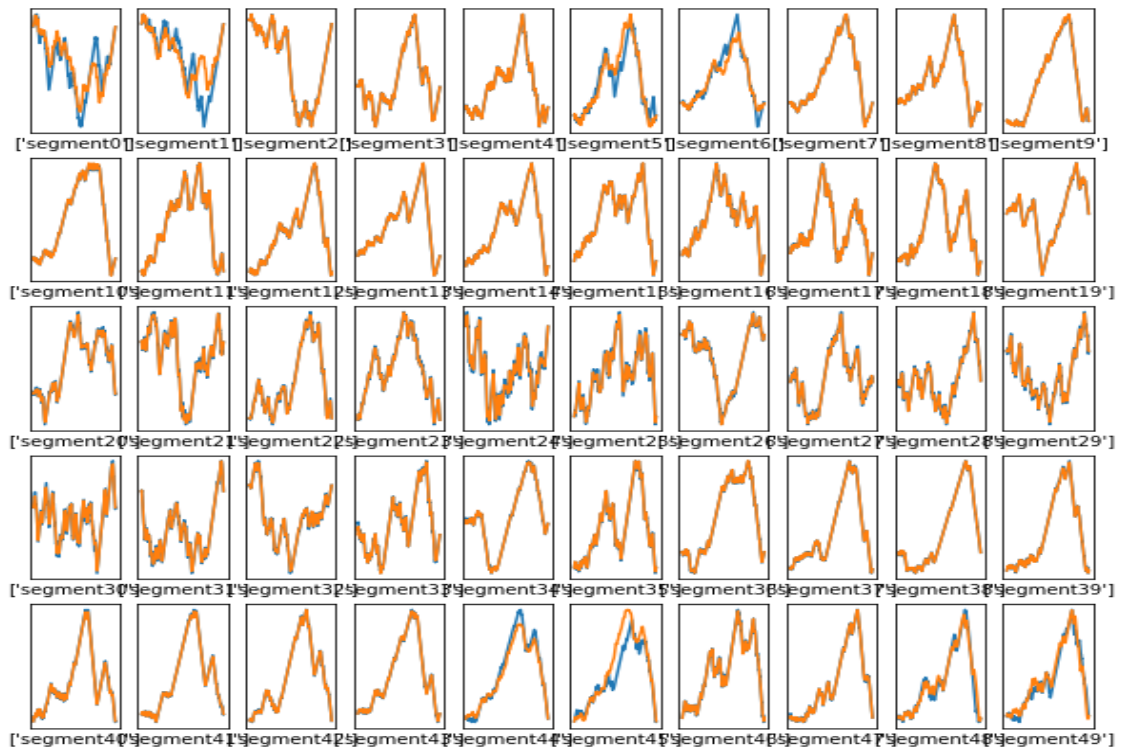 ['segment0'] ['segment1'] ['segment2'] ['segment3'] ['segment4'] ['segment5'] ['segment6'] ['segment7'] ['segment8'] ['segment9']
['segment10'] ['segment11'] ['segment12'] ['segment13'] ['segment14'] ['segment15'] ['segment16'] ['segment17'] ['segment18'] ['segment19']
['segment20'] ['segment21'] ['segment22'] ['segment23'] ['segment24'] ['segment25'] ['segment26'] ['segment27'] ['segment28'] ['segment29']
['segment30'] ['segment31'] ['segment32'] ['segment33'] ['segment34'] ['segment35'] ['segment36'] ['segment37'] ['segment38'] ['segment39']
['segment40'] ['segment41'] ['segment42'] ['segment43'] ['segment44'] ['segment45'] ['segment46'] ['segment47'] ['segment48'] ['segment49']